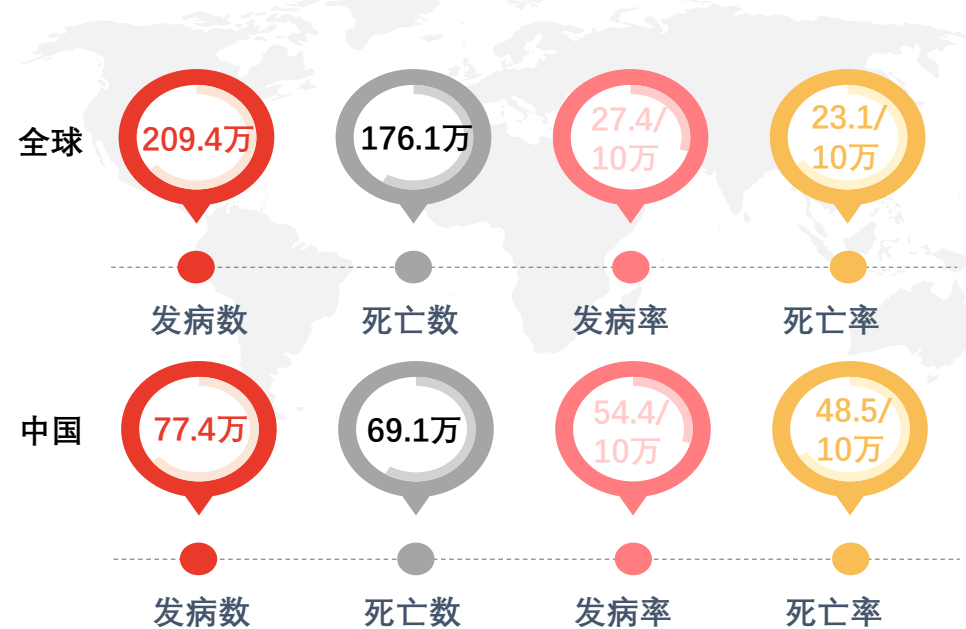 全球
209.4万
176.1万
27.4/
10万
23.1/
10万
发病数
死亡数
发病率
死亡率
中国
77.4万
69.1万
54.4/
10万
48.5/
10万
发病数
死亡数
发病率
死亡率